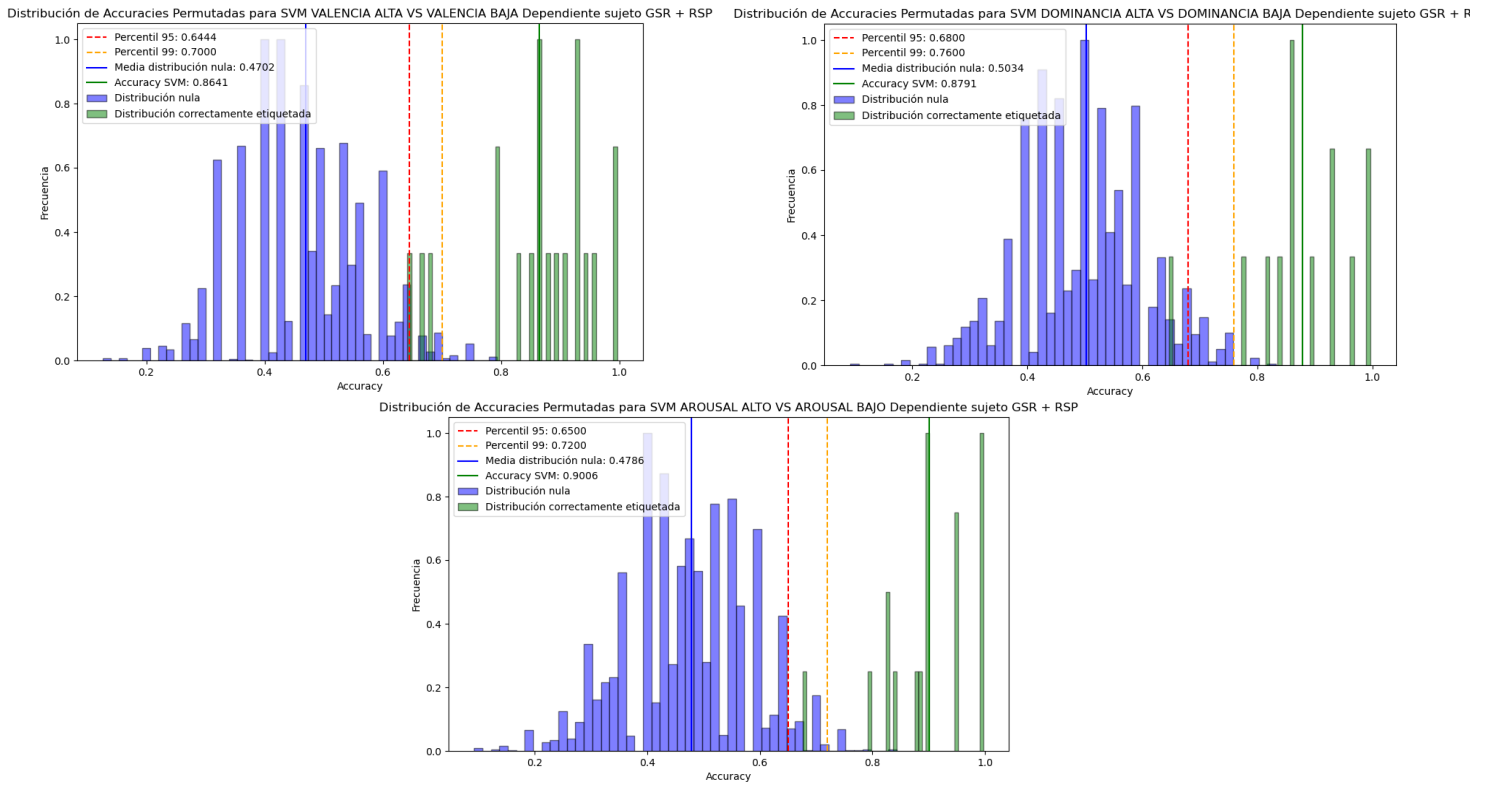 Distribución de Accuracies Permutadas para SVM VALENCIA ALTA VS VALENCIA BAJA Dependiente sujeto GSR + RSP
Percentil 95: 0.6444
Percentil 99: 0.7000
Media distribución nula: 0.4702
Accuracy SVM: 0.8641
Distribución nula
Distribución correctamente etiquetada
1.0
0.8
0.6
0.4
0.2
0.0
Frecuencia
0.2 0.4 0.6 0.8 1.0
Accuracy
Distribución de Accuracies Permutadas para SVM DOMINANCIA ALTA VS DOMINANCIA BAJA Dependiente sujeto GSR +
Percentil 95: 0.6800
Percentil 99: 0.7600
Media distribución nula: 0.5034
Accuracy SVM: 0.8791
Distribución nula
Distribución correctamente etiquetada
1.0
0.8
0.6
0.4
0.2
0.0
Frecuencia
0.2 0.4 0.6 0.8 1.0
Accuracy
Distribución de Accuracies Permutadas para SVM AROUSAL ALTO VS AROUSAL BAJO Dependiente sujeto GSR + RSP
Percentil 95: 0.6500
Percentil 99: 0.7200
Media distribución nula: 0.4786
Accuracy SVM: 0.9006
Distribución nula
Distribución correctamente etiquetada
1.0
0.8
0.6
0.4
0.2
0.0
Frecuencia
0.2 0.4 0.6 0.8 1.0
Accuracy